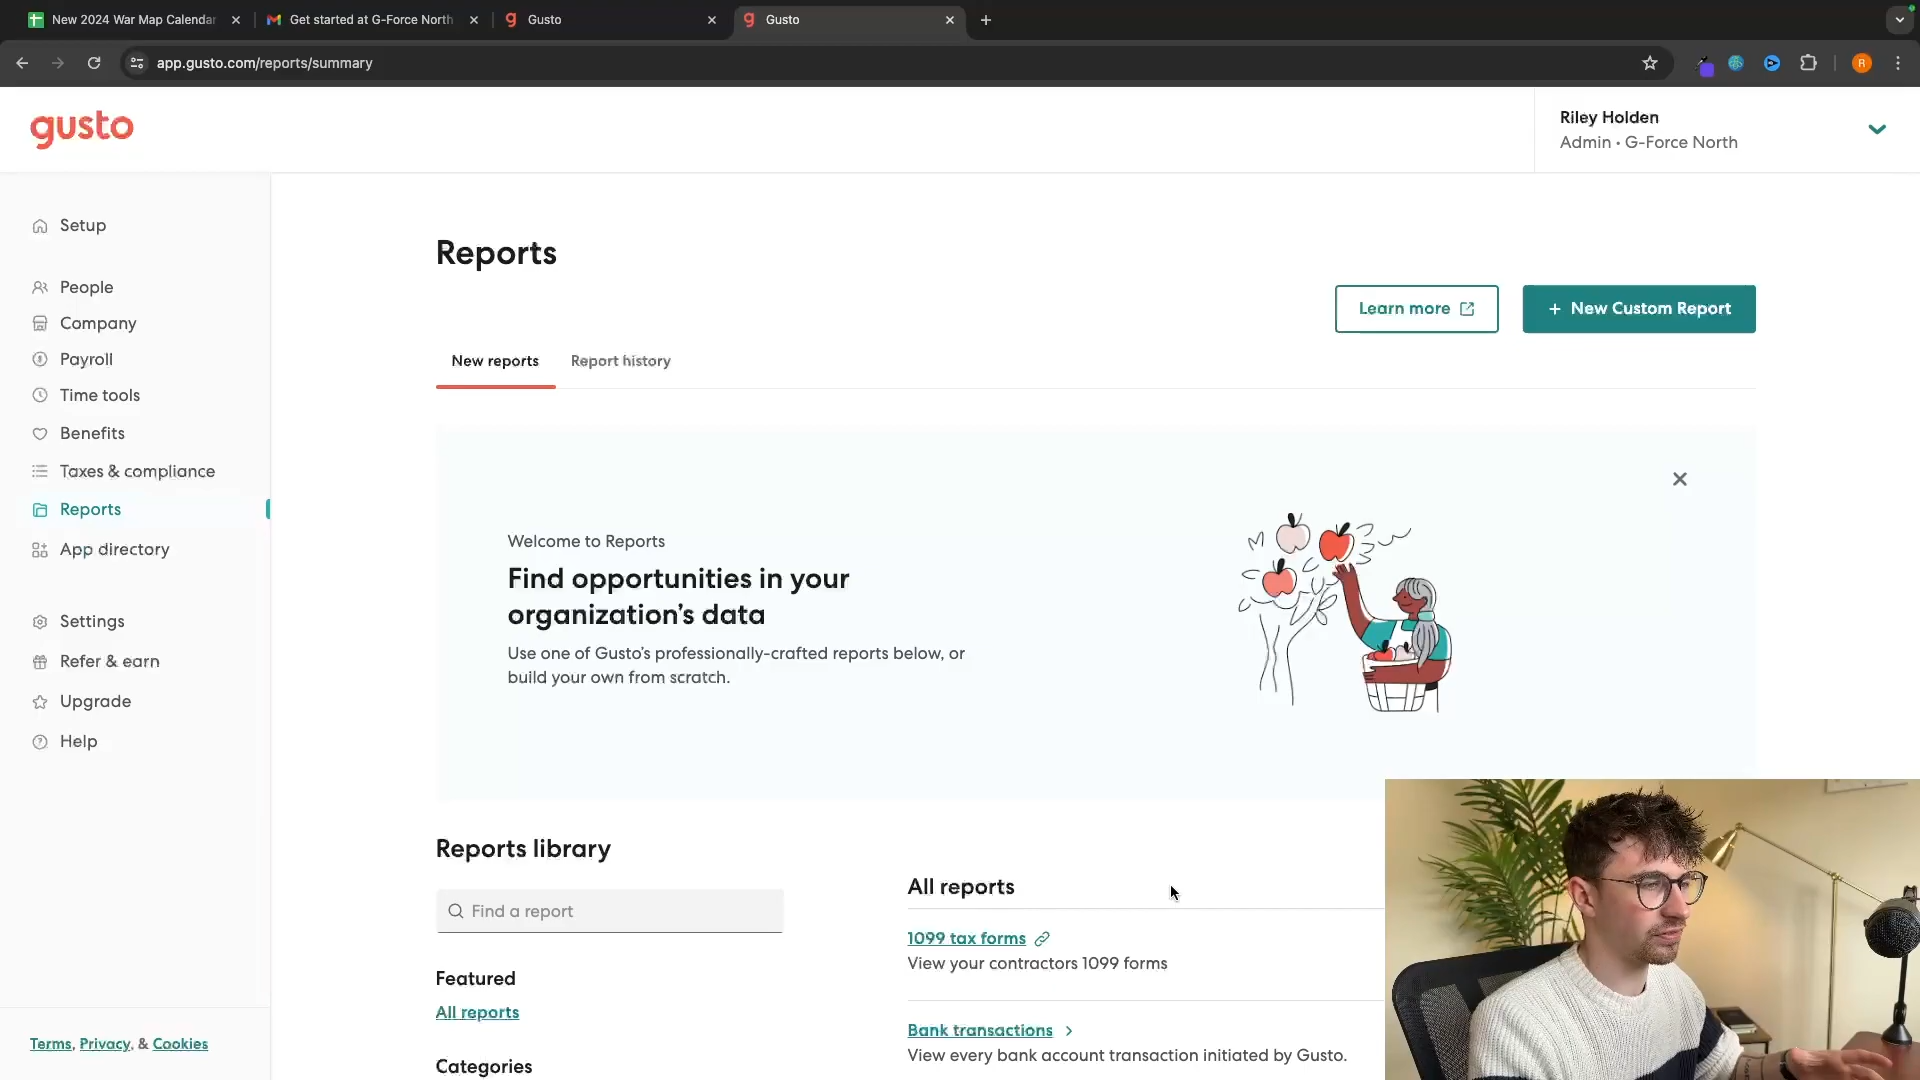 New 2024 War Map Calendar
Get started at G-Force North
Gusto
Gusto
app.gusto.com/reports/summary
R
gusto
Riley Holden
Admin • G-Force North
Setup
People
Company
Payroll
Time tools
Benefits
Taxes & compliance
Reports
App directory
Settings
Refer & earn
Upgrade
Help
Terms, Privacy, & Cookies
Reports
Learn more
+ New Custom Report
New reports
Report history
Welcome to Reports
Find opportunities in your
organization’s data
Use one of Gusto’s professionally-crafted reports below, or
build your own from scratch.
Reports library
Find a report
Featured
All reports
Categories
All reports
1099 tax forms
View your contractors 1099 forms
Bank transactions
View every bank account transaction initiated by Gusto.